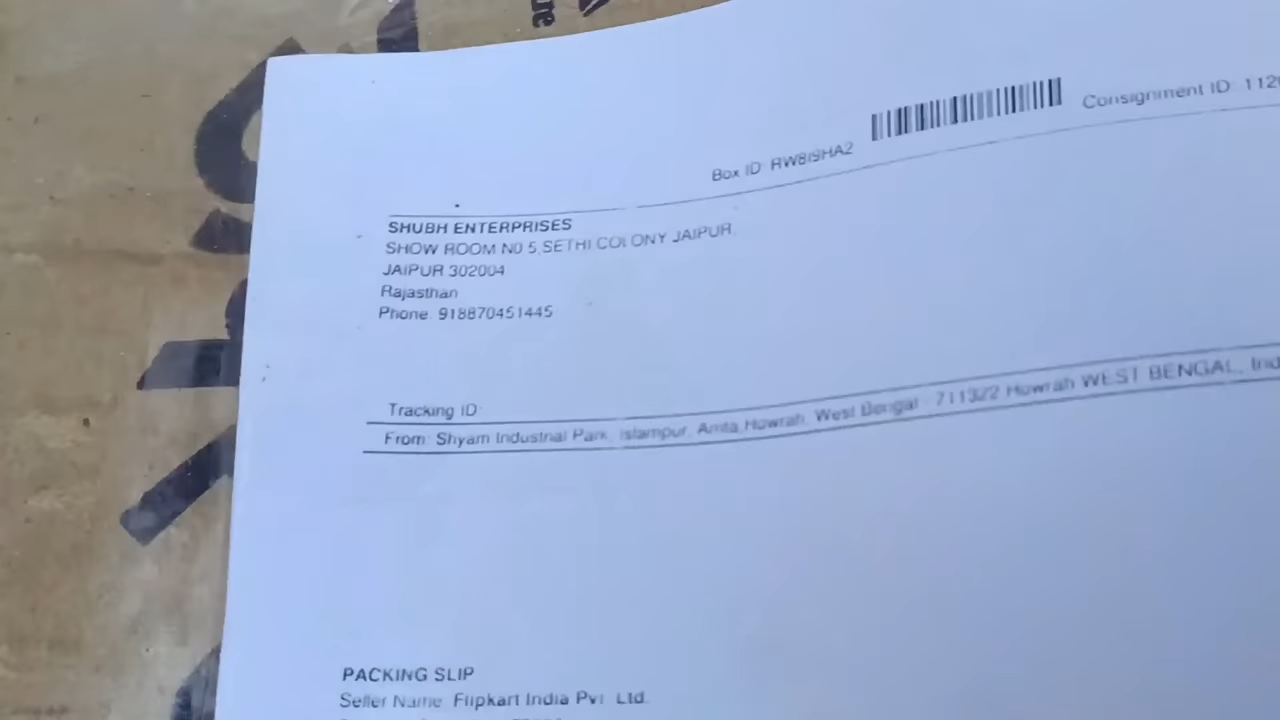 Consignment ID: 112
Box ID: RW8I9HA2
SHUBH ENTERPRISES
SHOW ROOM N0 5,SETHI COLONY JAIPUR,
JAIPUR 302004
Rajasthan
Phone: 918870451445
Tracking ID:
From: Shyam Industrial Park, Islampur, Amta,Howrah, West Bengal - 711322 Howrah WEST BENGAL, Ind
PACKING SLIP
Seller Name: Flipkart India Pvt Ltd.